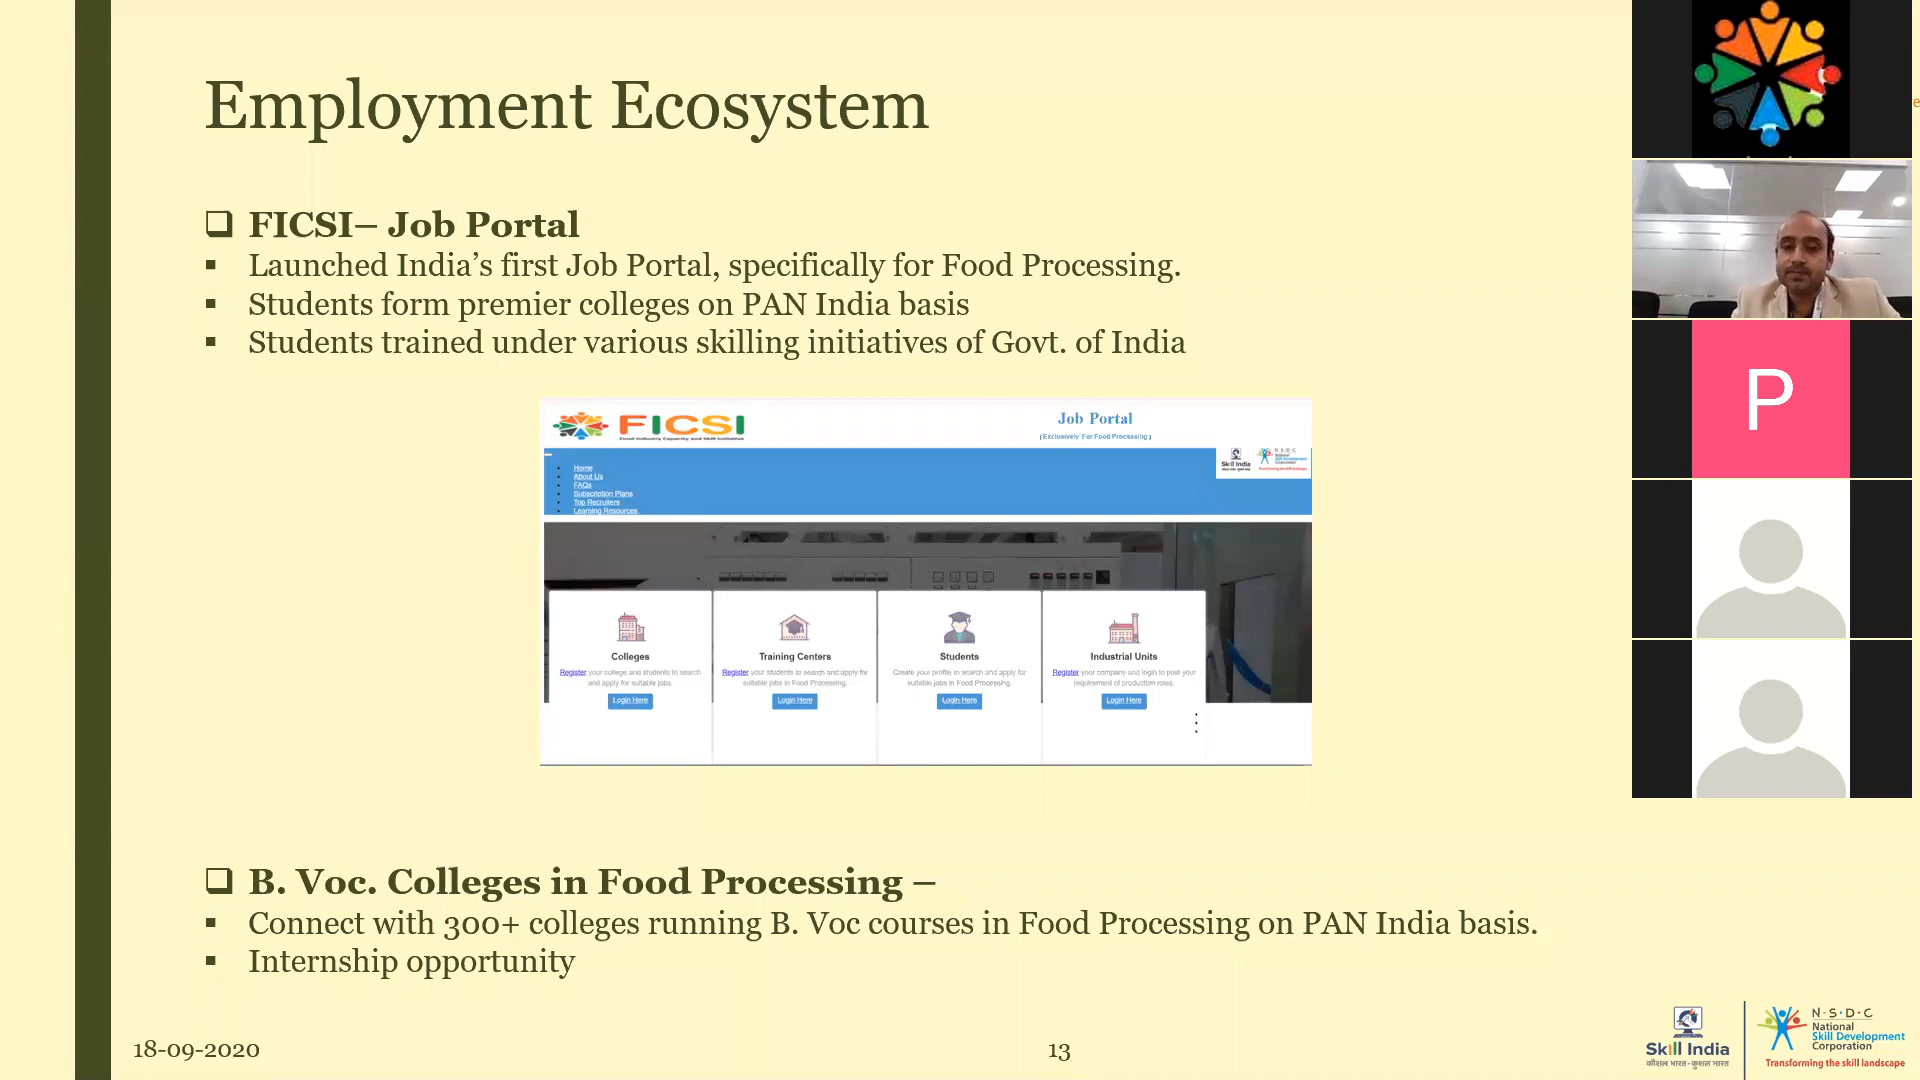 Employment Ecosystem
FICSI– Job Portal
Launched India’s first Job Portal, specifically for Food Processing.
Students form premier colleges on PAN India basis
Students trained under various skilling initiatives of Govt. of India
FICSI
Food Industry Capacity and Skill Initiative
Job Portal
(Exclusively For Food Processing)
Skill India
N·S·D·C
National
Skill Development
Corporation
Home
About Us
FAQs
Subscription Plans
Top Recruiters
Learning Resources
Colleges
Register your college and students to search
and apply for suitable jobs.
Login Here
Training Centers
Register your students to search and apply for
suitable jobs in Food Processing.
Login Here
Students
Create your profile to search and apply for
suitable jobs in Food Processing.
Login Here
Industrial Units
Register your company and login to post your
requirement of production roles.
Login Here
B. Voc. Colleges in Food Processing –
Connect with 300+ colleges running B. Voc courses in Food Processing on PAN India basis.
Internship opportunity
18-09-2020
13
Skill India
कौशल भारत - कुशल भारत
N·S·D·C
National
Skill Development
Corporation
Transforming the skill landscape
P
e